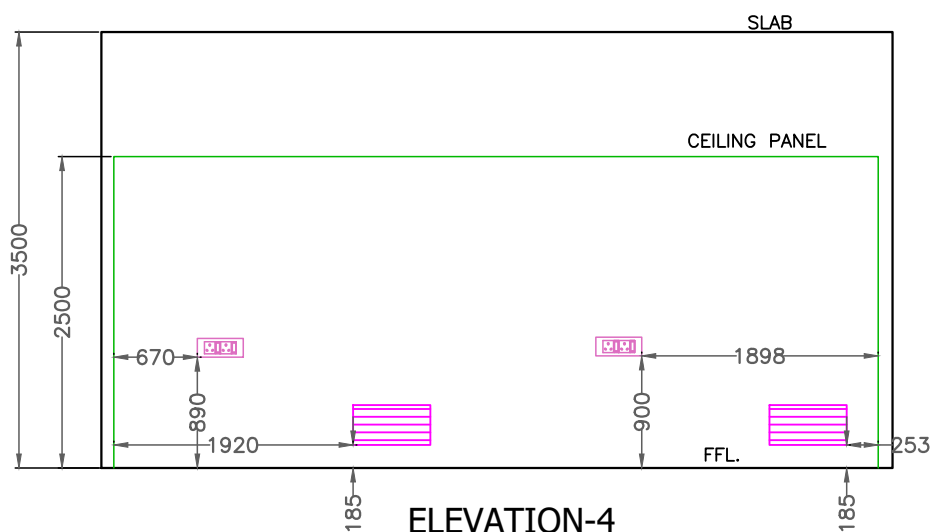 SLAB
CEILING PANEL
3500
2500
670
1898
890
900
1920
253
FFL.
185
185
ELEVATION-4